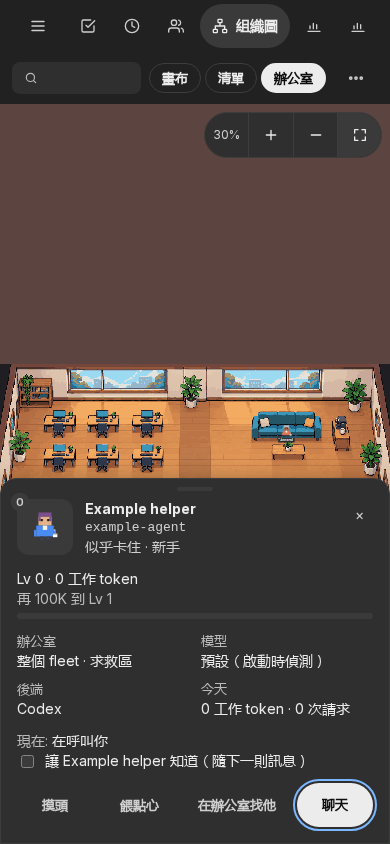 組織圖
畫布
清單
辦公室
30%
0
Example helper
example-agent
似乎卡住 · 新手
Lv 0 · 0 工作 token
再 100K 到 Lv 1
辦公室
模型
整個 fleet · 求救區
預設（啟動時偵測）
後端
今天
Codex
0 工作 token · 0 次請求
現在: 在呼叫你
讓 Example helper 知道（隨下一則訊息）
摸頭
餵點心
在辦公室找他
聊天